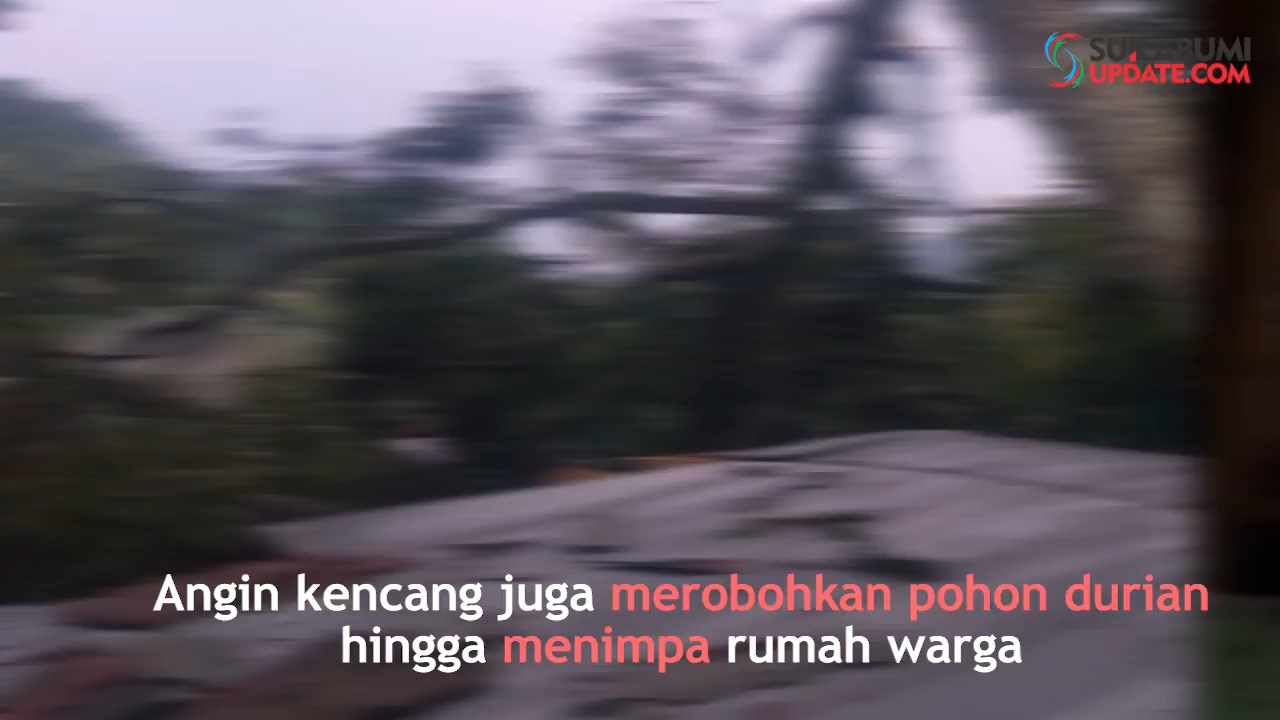 SUKABUMI
UPDATE.COM
Angin kencang juga merobohkan pohon durian
hingga menimpa rumah warga